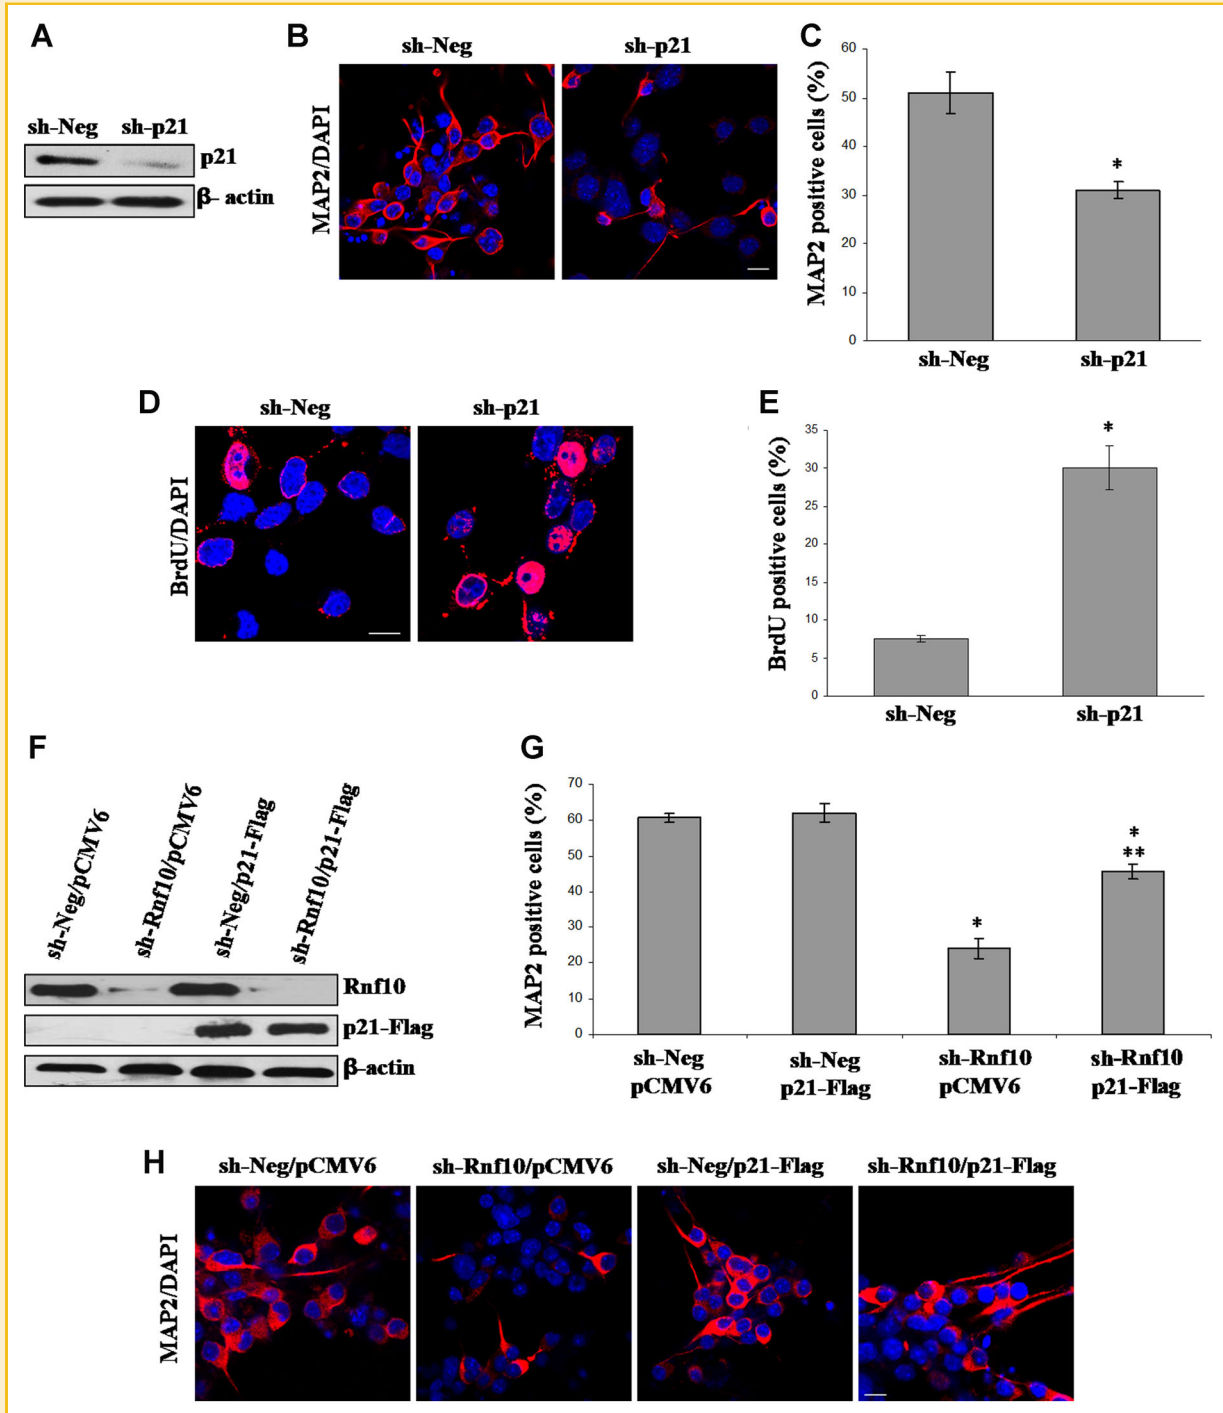 A
sh-Neg sh-p21
p21
β- actin
B
sh-Neg sh-p21
MAP2/DAPI
C
MAP2 positive cells (%)
60
50
40
30
20
10
0
*
sh-Neg sh-p21
D
sh-Neg sh-p21
BrdU/DAPI
E
BrdU positive cells (%)
35
30
25
20
15
10
5
0
*
sh-Neg sh-p21
F
sh-Neg/pCMV6
sh-Rnf10/pCMV6
sh-Neg/p21-Flag
sh-Rnf10/p21-Flag
Rnf10
p21-Flag
β-actin
G
MAP2 positive cells (%)
70
60
50
40
30
20
10
0
*
*
**
sh-Neg pCMV6
sh-Neg p21-Flag
sh-Rnf10 pCMV6
sh-Rnf10 p21-Flag
H
sh-Neg/pCMV6 sh-Rnf10/pCMV6 sh-Neg/p21-Flag sh-Rnf10/p21-Flag
MAP2/DAPI